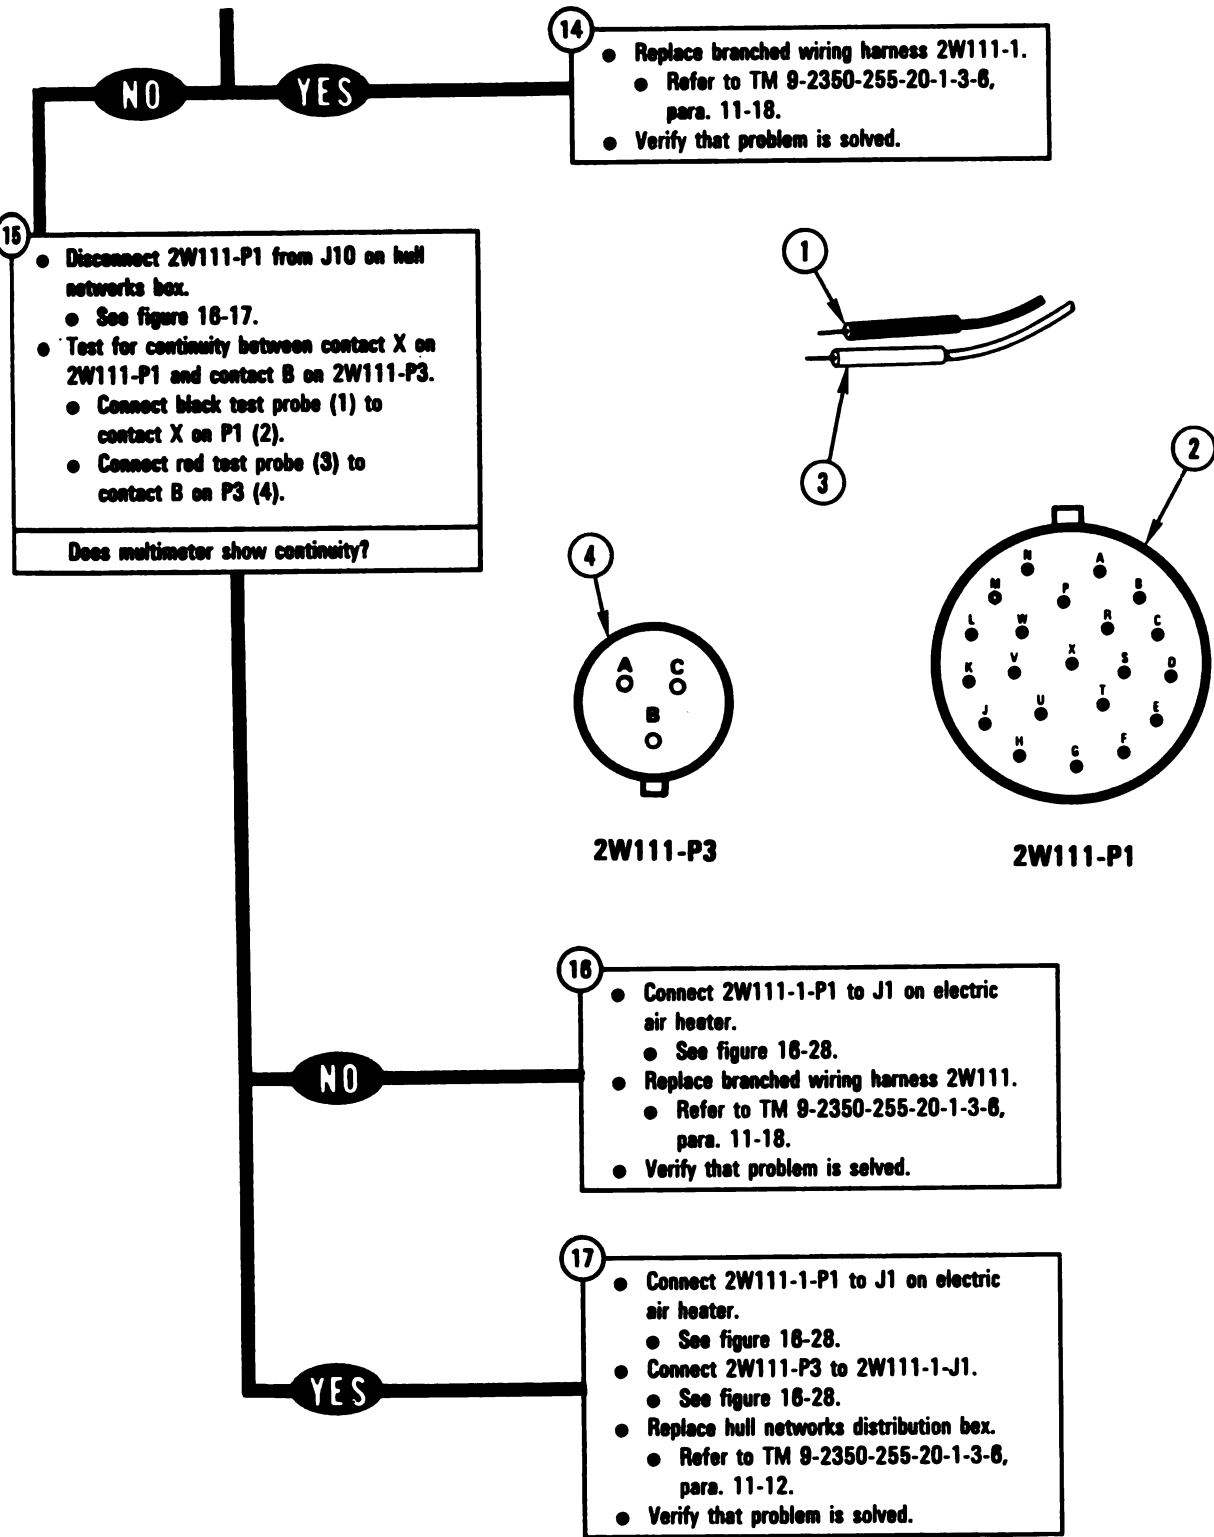 14
● Replace branched wiring harness 2W111-1.
● Refer to TM 9-2350-255-20-1-3-6,
para. 11-18.
● Verify that problem is solved.
NO
YES
15
● Disconnect 2W111-P1 from J10 on hull
networks box.
● See figure 16-17.
● Test for continuity between contact X on
2W111-P1 and contact B on 2W111-P3.
● Connect black test probe (1) to
contact X on P1 (2).
● Connect red test probe (3) to
contact B on P3 (4).
Does multimeter show continuity?
1
3
2
4
A
C
B
2W111-P3
N
A
M
P
B
L
W
R
C
K
V
X
S
D
J
U
T
E
H
G
F
2W111-P1
16
● Connect 2W111-1-P1 to J1 on electric
air heater.
● See figure 16-28.
● Replace branched wiring harness 2W111.
● Refer to TM 9-2350-255-20-1-3-6,
para. 11-18.
● Verify that problem is solved.
NO
17
● Connect 2W111-1-P1 to J1 on electric
air heater.
● See figure 16-28.
● Connect 2W111-P3 to 2W111-1-J1.
● See figure 16-28.
● Replace hull networks distribution box.
● Refer to TM 9-2350-255-20-1-3-6,
para. 11-12.
● Verify that problem is solved.
YES